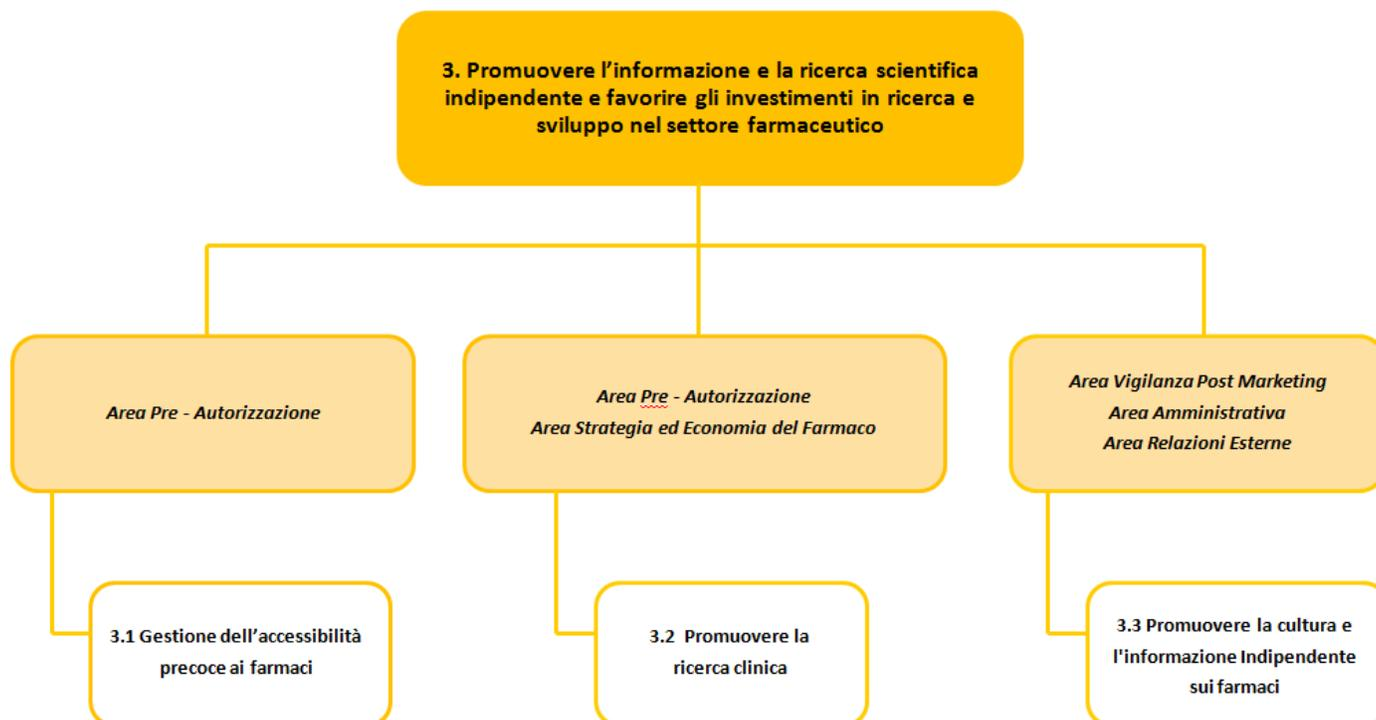 3. Promuovere l’informazione e la ricerca scientifica
indipendente e favorire gli investimenti in ricerca e
sviluppo nel settore farmaceutico
Area Pre - Autorizzazione
Area Pre - Autorizzazione
Area Strategia ed Economia del Farmaco
Area Vigilanza Post Marketing
Area Amministrativa
Area Relazioni Esterne
3.1 Gestione dell’accessibilità
precoce ai farmaci
3.2 Promuovere la
ricerca clinica
3.3 Promuovere la cultura e
l'informazione Indipendente
sui farmaci